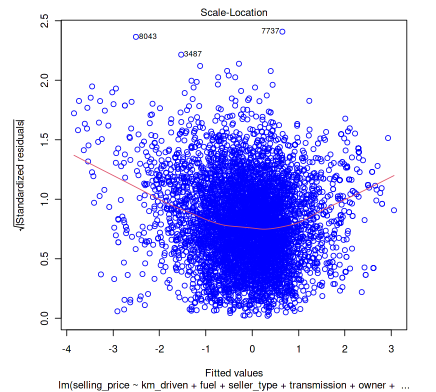 Scale-Location
2.5
2.0
1.5
1.0
0.5
0.0
√|Standardized residuals|
8043
7737
3487
-4 -3 -2 -1 0 1 2 3
Fitted values
lm(selling_price ~ km_driven + fuel + seller_type + transmission + owner + ...